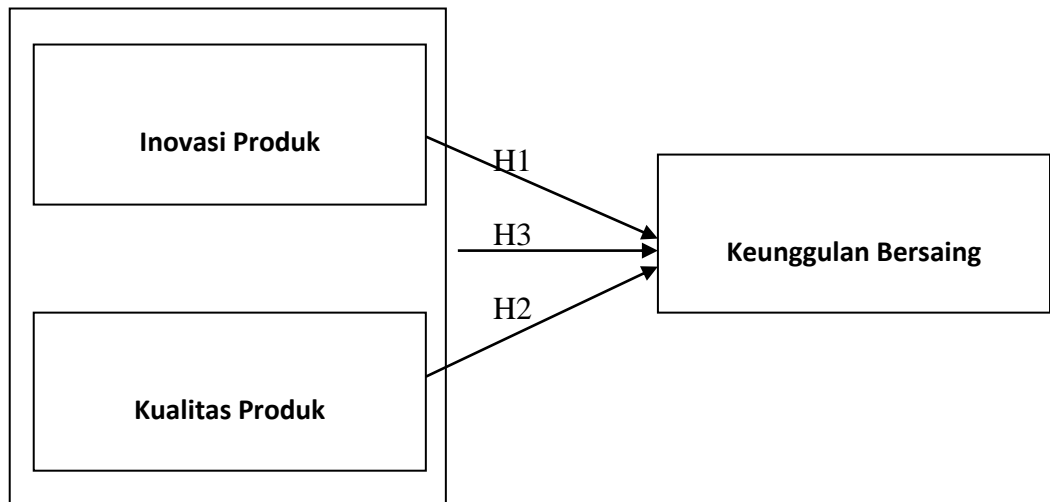 Inovasi Produk
H1
H3
Keunggulan Bersaing
H2
Kualitas Produk